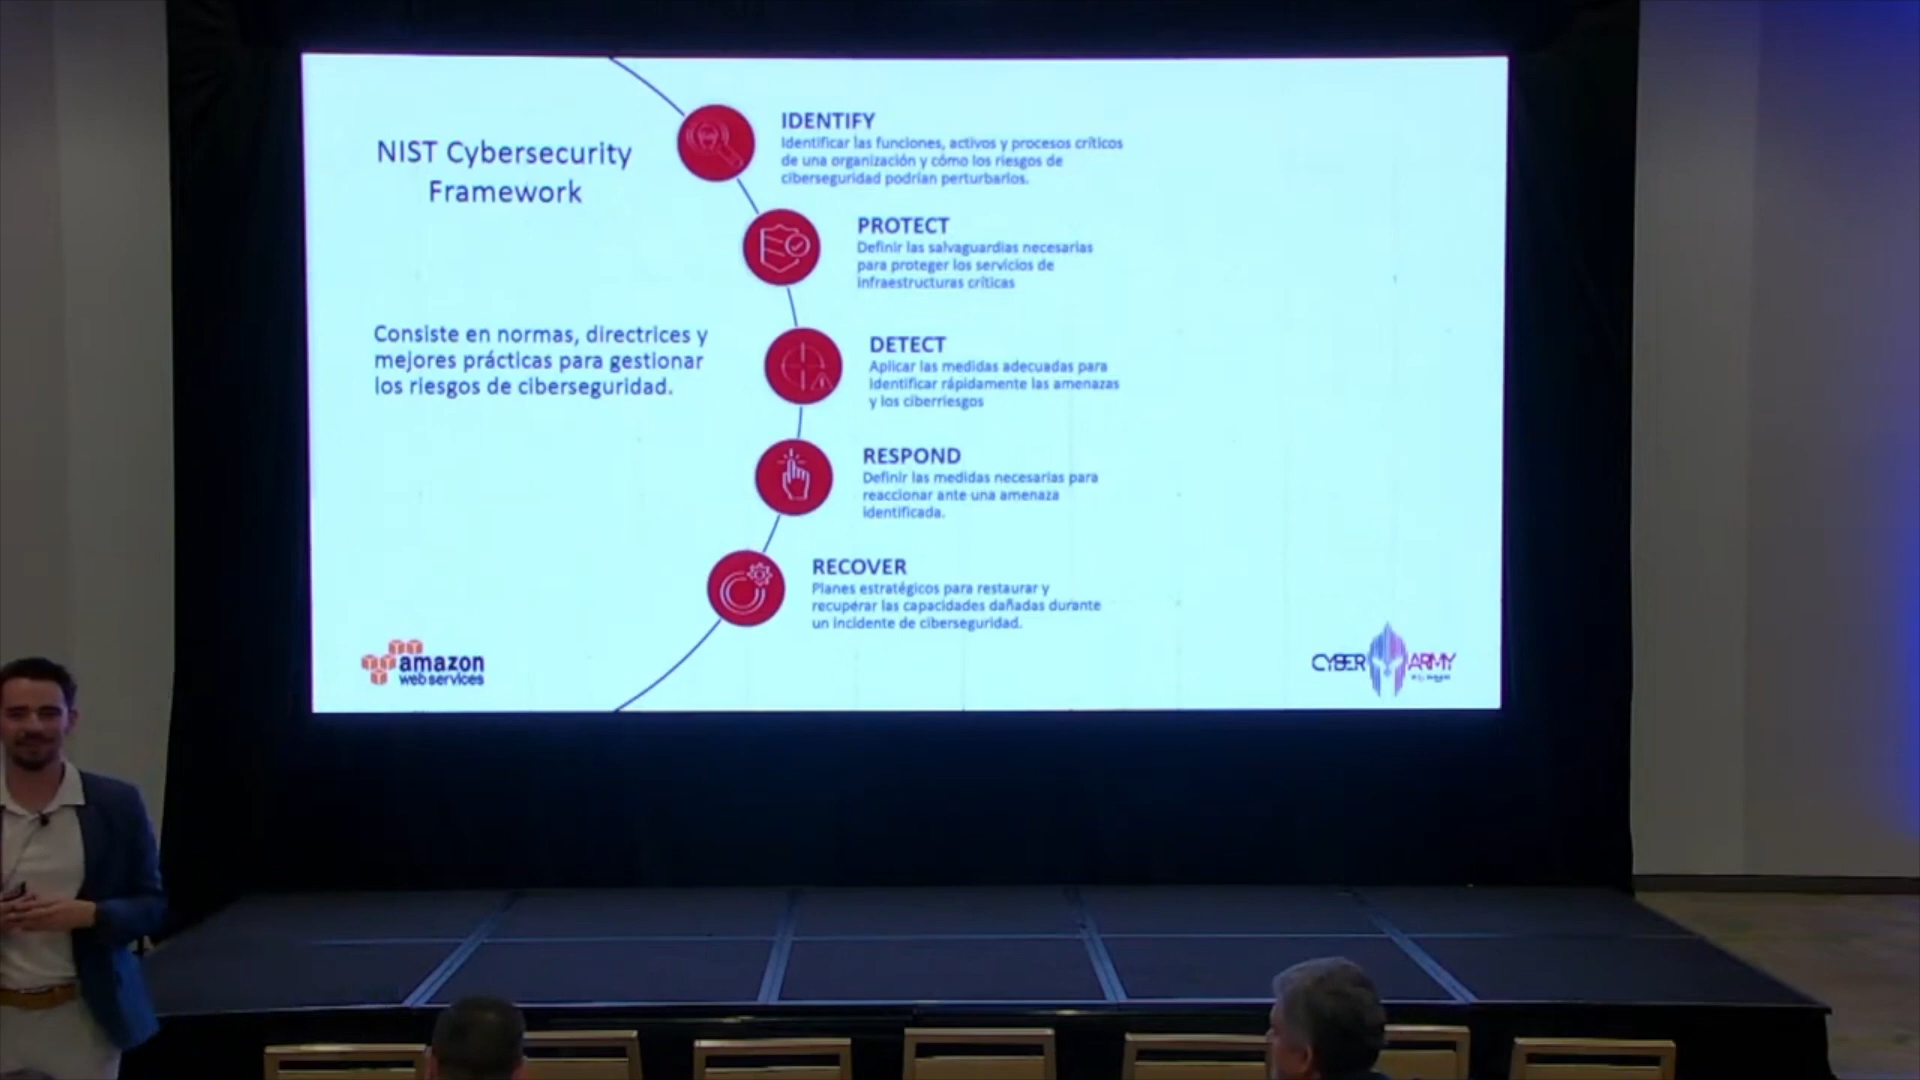 NIST Cybersecurity
Framework
Consiste en normas, directrices y
mejores prácticas para gestionar
los riesgos de ciberseguridad.
IDENTIFY
Identificar las funciones, activos y procesos críticos
de una organización y cómo los riesgos de
ciberseguridad podrían perturbarlos.
PROTECT
Definir las salvaguardias necesarias
para proteger los servicios de
infraestructuras críticas
DETECT
Aplicar las medidas adecuadas para
identificar rápidamente las amenazas
y los ciberriesgos
RESPOND
Definir las medidas necesarias para
reaccionar ante una amenaza
identificada.
RECOVER
Planes estratégicos para restaurar y
recuperar las capacidades dañadas durante
un incidente de ciberseguridad.
amazon
web services
CYBER ARMY